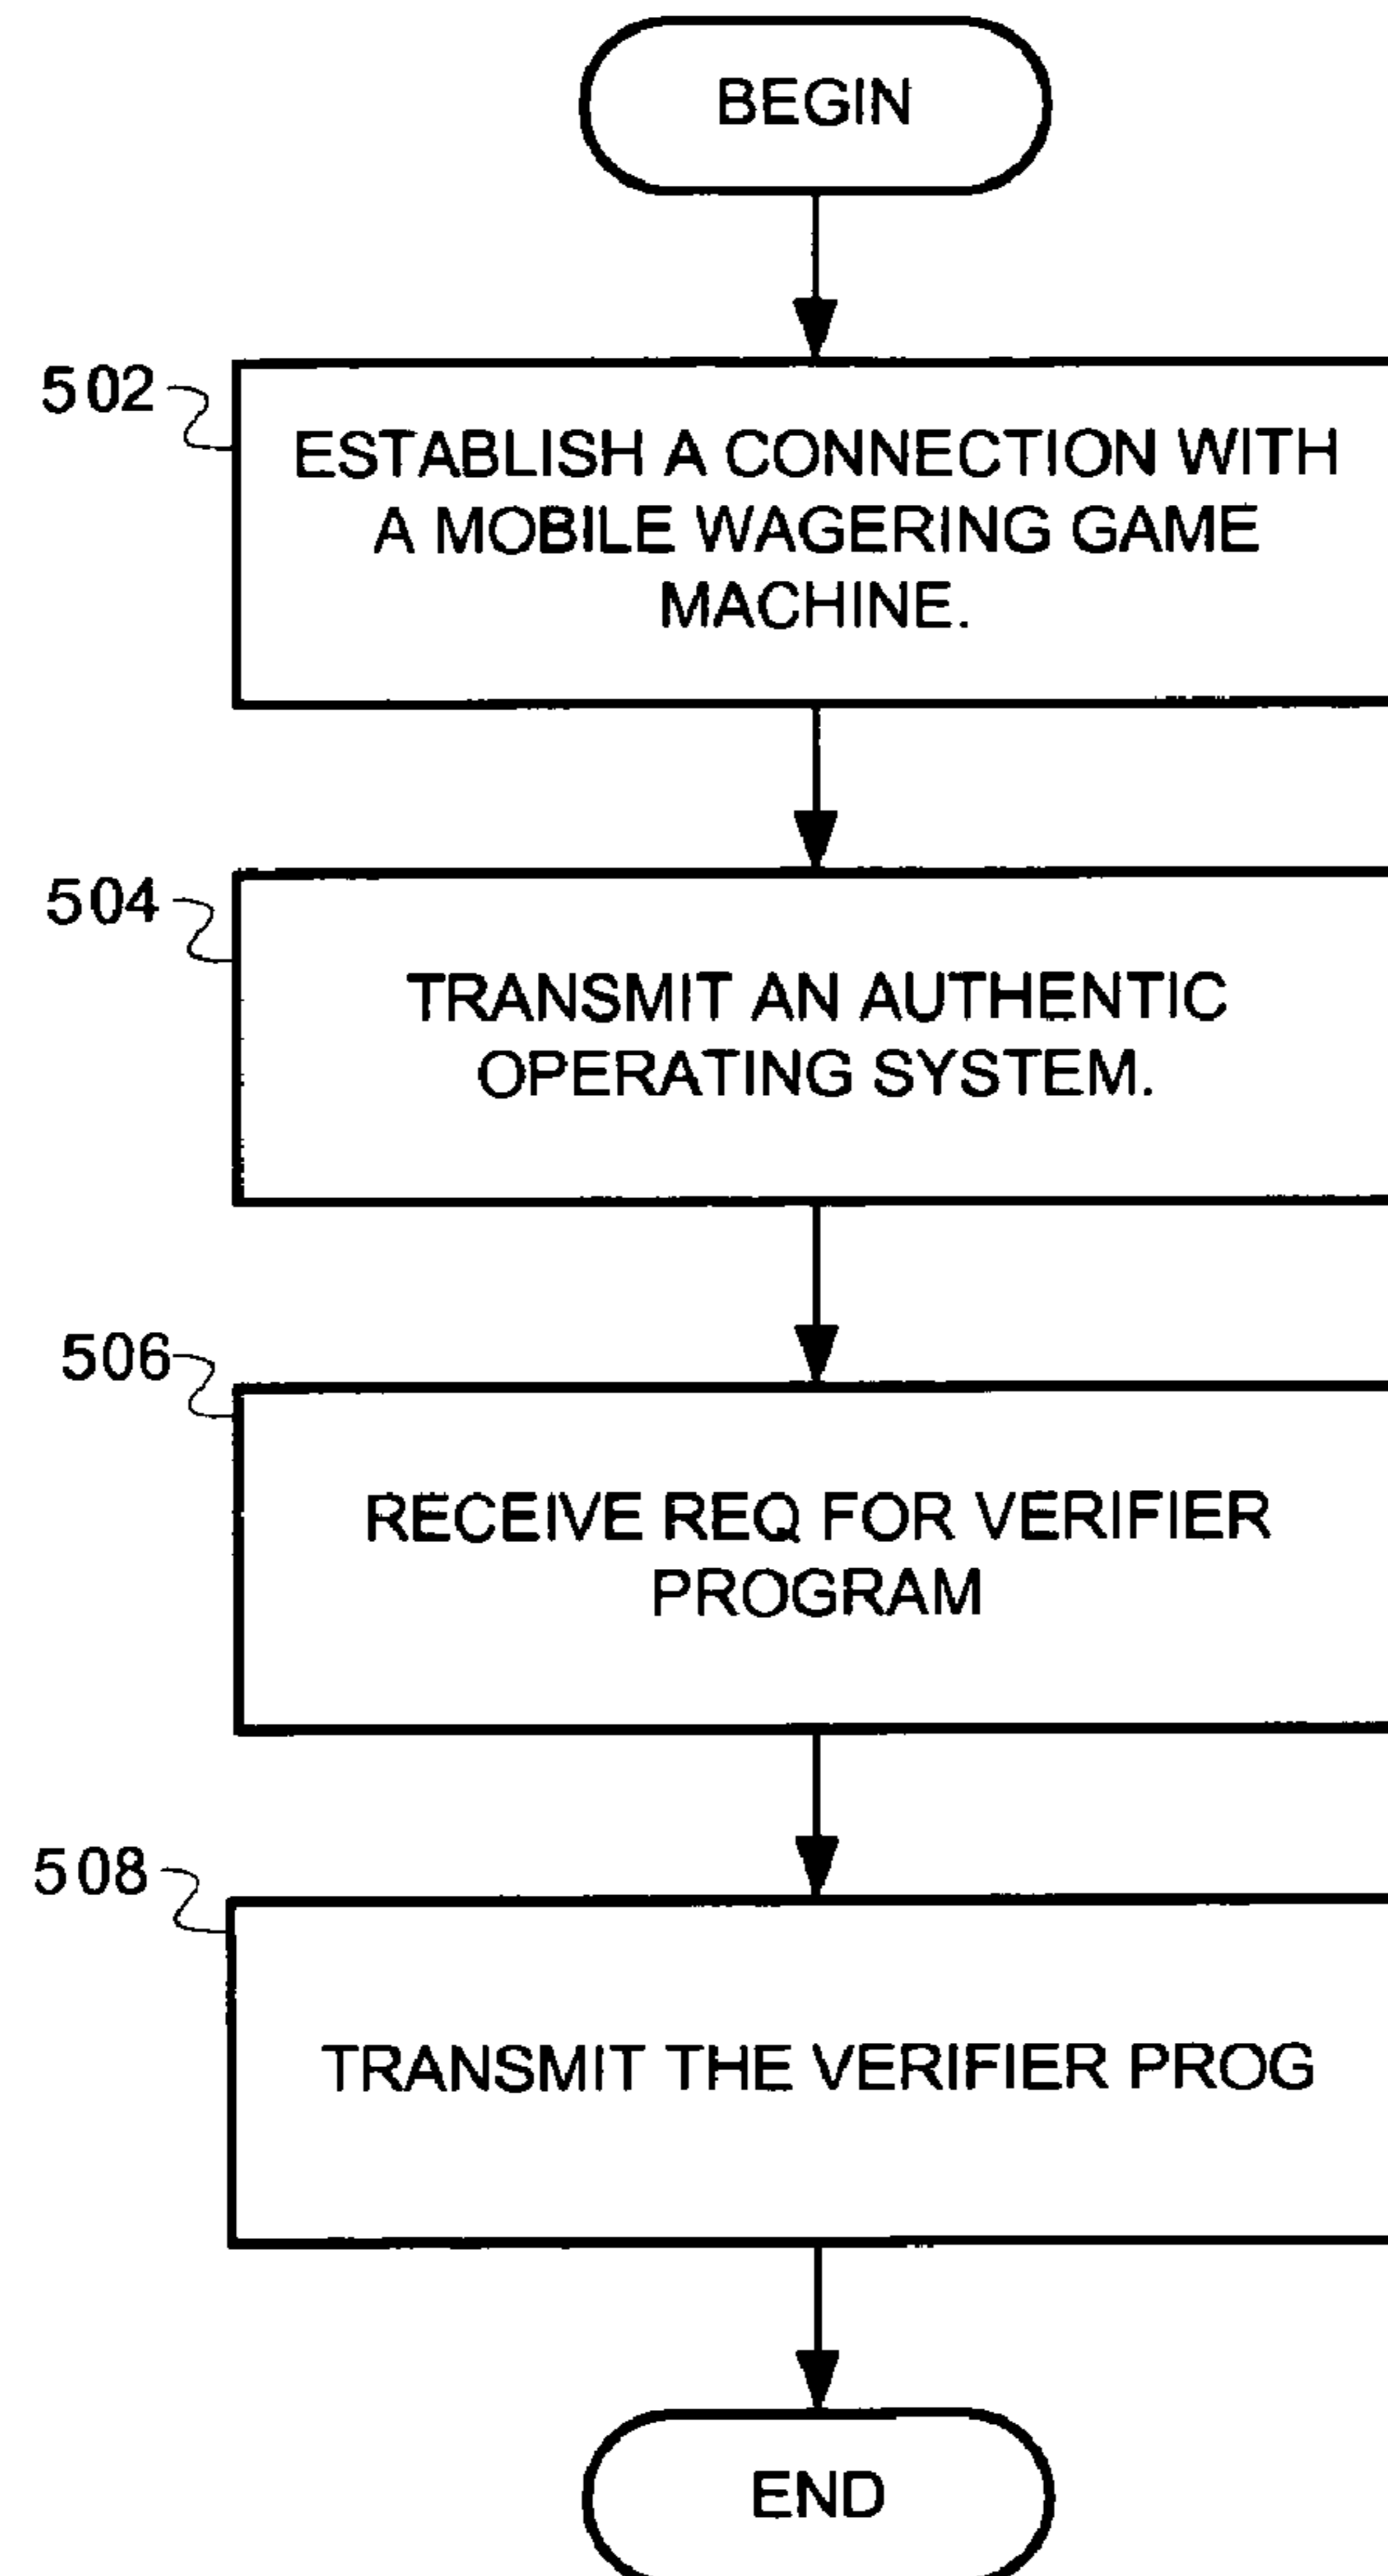 BEGIN
502
ESTABLISH A CONNECTION WITH
A MOBILE WAGERING GAME
MACHINE.
504
TRANSMIT AN AUTHENTIC
OPERATING SYSTEM.
506
RECEIVE REQ FOR VERIFIER
PROGRAM
508
TRANSMIT THE VERIFIER PROG
END